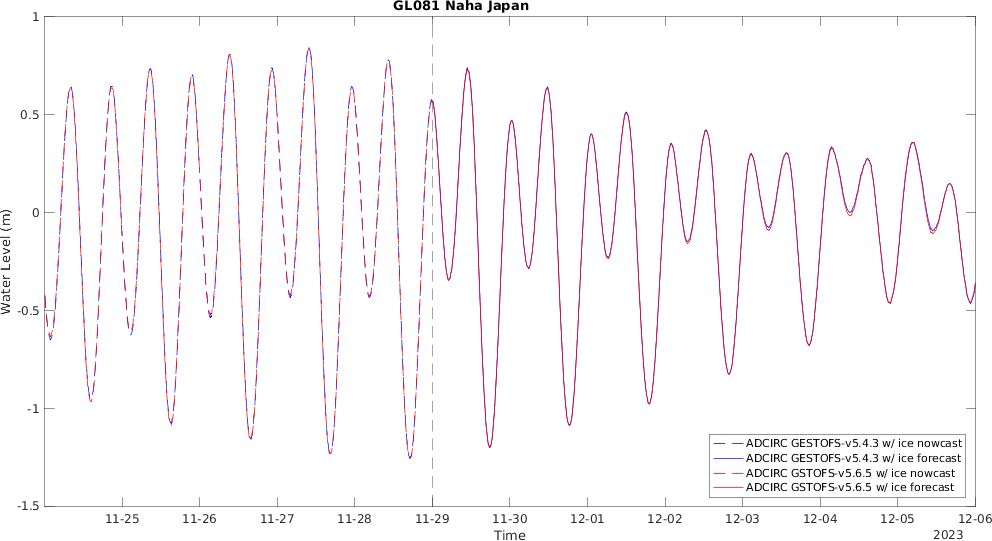 GL081 Naha Japan
1
0.5
0
-0.5
-1
-1.5
Water Level (m)
ADCIRC GESTOFS-v5.4.3 w/ ice nowcast
ADCIRC GESTOFS-v5.4.3 w/ ice forecast
ADCIRC GSTOFS-v5.6.5 w/ ice nowcast
ADCIRC GSTOFS-v5.6.5 w/ ice forecast
11-25 11-26 11-27 11-28 11-29 11-30 12-01 12-02 12-03 12-04 12-05 12-06
Time
2023